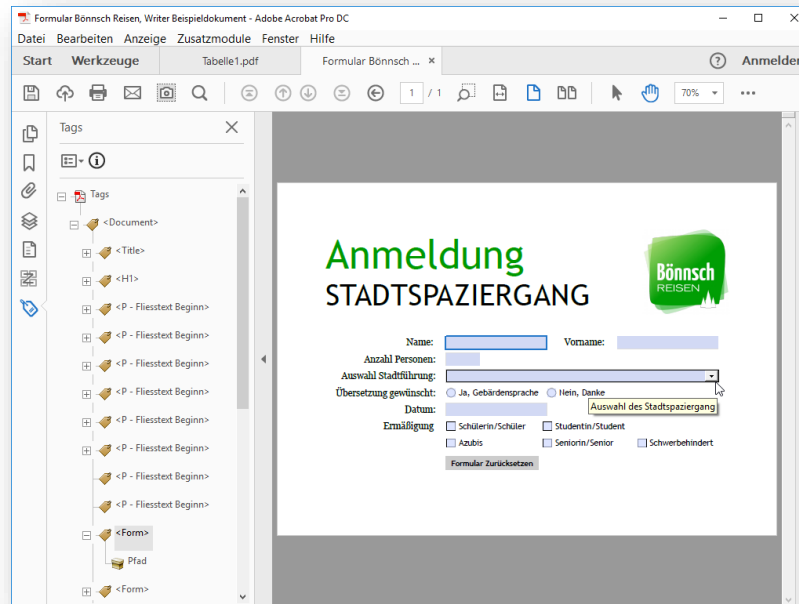 Formular Bönnsch Reisen, Writer Beispieldokument - Adobe Acrobat Pro DC
Datei Bearbeiten Anzeige Zusatzmodule Fenster Hilfe
Start Werkzeuge Tabelle1.pdf Formular Bönnsch ... × ? Anmelden
1 / 1 70%
Tags
Tags
<Document>
<Title>
<H1>
<P - Fliesstext Beginn>
<P - Fliesstext Beginn>
<P - Fliesstext Beginn>
<P - Fliesstext Beginn>
<P - Fliesstext Beginn>
<P - Fliesstext Beginn>
<P - Fliesstext Beginn>
<P - Fliesstext Beginn>
<Form>
Pfad
<Form>
Anmeldung
STADTSPAZIERGANG
Bönnsch
REISEN
Name: Vorname:
Anzahl Personen:
Auswahl Stadtführung:
Übersetzung gewünscht: Ja, Gebärdensprache Nein, Danke
Auswahl des Stadtspaziergang
Datum:
Ermäßigung Schülerin/Schüler Studentin/Student
Azubis Seniorin/Senior Schwerbehindert
Formular Zurücksetzen